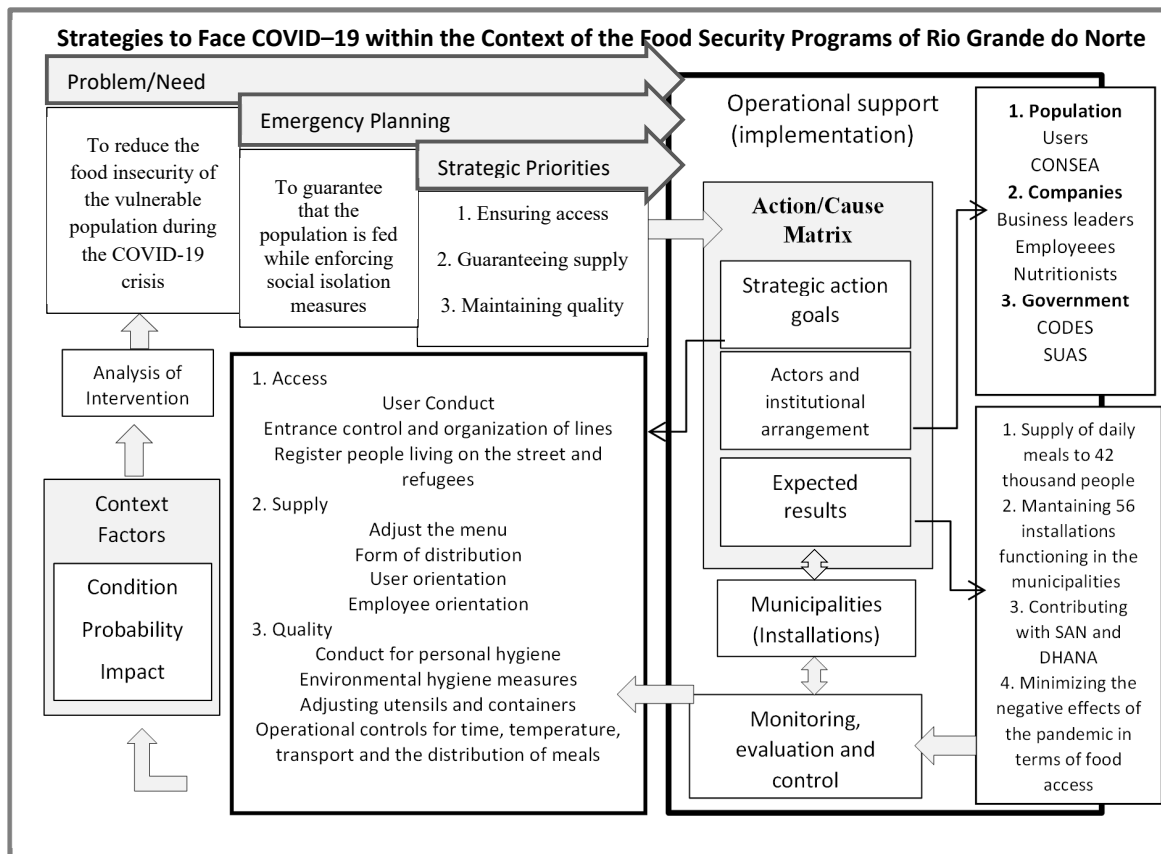 Strategies to Face COVID–19 within the Context of the Food Security Programs of Rio Grande do Norte
Problem/Need
To reduce the
food insecurity of
the vulnerable
population during
the COVID-19
crisis
Emergency Planning
To guarantee
that the
population is fed
while enforcing
social isolation
measures
Strategic Priorities
1. Ensuring access
2. Guaranteeing supply
3. Maintaining quality
Operational support
(implementation)
Action/Cause
Matrix
Strategic action
goals
Actors and
institutional
arrangement
Expected
results
Municipalities
(Installations)
Monitoring,
evaluation and
control
1. Population
Users
CONSEA
2. Companies
Business leaders
Employeees
Nutritionists
3. Government
CODES
SUAS
1. Supply of daily
meals to 42
thousand people
2. Mantaining 56
installations
functioning in the
municipalities
3. Contributing
with SAN and
DHANA
4. Minimizing the
negative effects of
the pandemic in
terms of food
access
Analysis of
Intervention
Context
Factors
Condition
Probability
Impact
1. Access
User Conduct
Entrance control and organization of lines
Register people living on the street and
refugees
2. Supply
Adjust the menu
Form of distribution
User orientation
Employee orientation
3. Quality
Conduct for personal hygiene
Environmental hygiene measures
Adjusting utensils and containers
Operational controls for time, temperature,
transport and the distribution of meals